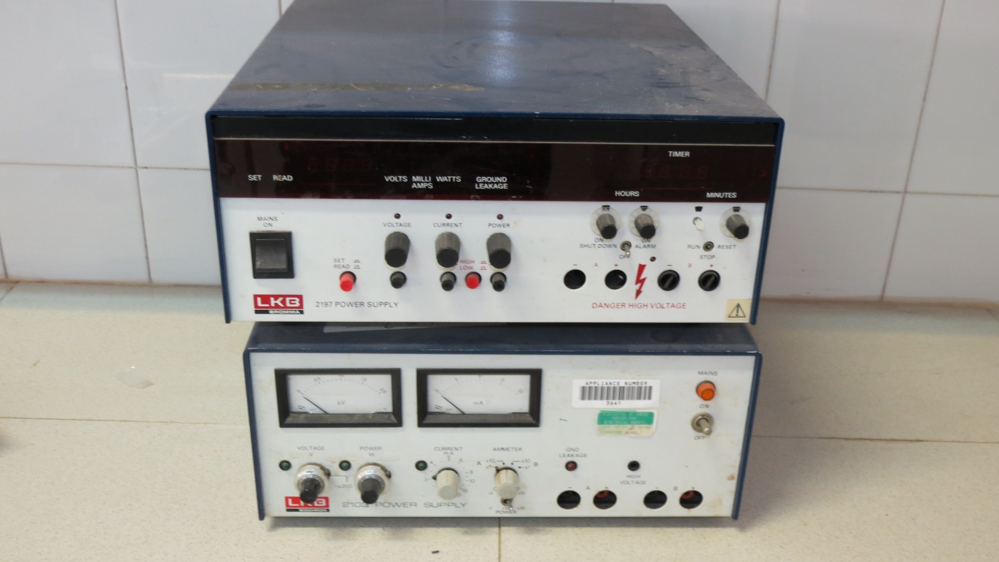 TIMER
SET READ
VOLTS MILLI AMPS WATTS GROUND LEAKAGE
HOURS MINUTES
MAINS ON
VOLTAGE CURRENT POWER
ON SHUT DOWN OFF ON ALARM
RUN RESET
STOP
SET
READ
HIGH
LOW
- A + - B +
LKB
BROMMA
2197 POWER SUPPLY
DANGER HIGH VOLTAGE
kV
mA
APPLIANCE NUMBER
3641
MAINS
ON
OFF
VOLTAGE
V
POWER
W
x200
CURRENT
mA
AMMETER
A x10 x10 B
x1 x1
GND
LEAKAGE
HIGH
VOLTAGE
- A + - B +
LKB
BIOCHROM
2103 POWER SUPPLY
POWER